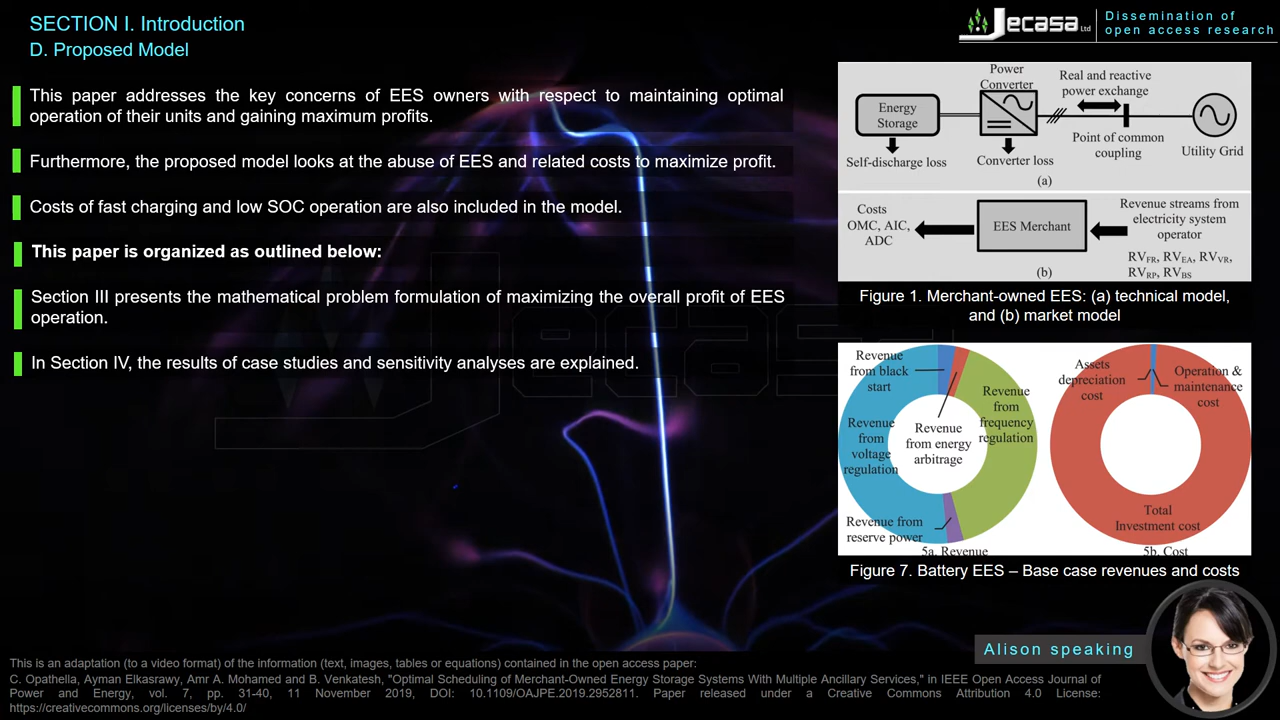 SECTION I. Introduction
D. Proposed Model
Jecasa Ltd
Dissemination of
open access research
This paper addresses the key concerns of EES owners with respect to maintaining optimal
operation of their units and gaining maximum profits.
Furthermore, the proposed model looks at the abuse of EES and related costs to maximize profit.
Costs of fast charging and low SOC operation are also included in the model.
This paper is organized as outlined below:
Section III presents the mathematical problem formulation of maximizing the overall profit of EES
operation.
In Section IV, the results of case studies and sensitivity analyses are explained.
Jecasa
Power
Converter
Real and reactive
power exchange
Energy
Storage
Point of common
coupling
Utility Grid
Self-discharge loss
Converter loss
(a)
Costs
OMC, AIC,
ADC
EES Merchant
Revenue streams from
electricity system
operator
RVFR, RVEA, RVVR,
RVRP, RVBS
(b)
Figure 1. Merchant-owned EES: (a) technical model,
and (b) market model
Revenue
from black
start
Revenue
from
frequency
regulation
Revenue
from
voltage
regulation
Revenue
from energy
arbitrage
Revenue from
reserve power
5a. Revenue
Assets
depreciation
cost
Operation &
maintenance
cost
Total
Investment cost
5b. Cost
Figure 7. Battery EES – Base case revenues and costs
Alison speaking
This is an adaptation (to a video format) of the information (text, images, tables or equations) contained in the open access paper:
C. Opathella, Ayman Elkasrawy, Amr A. Mohamed and B. Venkatesh, "Optimal Scheduling of Merchant-Owned Energy Storage Systems With Multiple Ancillary Services," in IEEE Open Access Journal of
Power and Energy, vol. 7, pp. 31-40, 11 November 2019, DOI: 10.1109/OAJPE.2019.2952811. Paper released under a Creative Commons Attribution 4.0 License:
https://creativecommons.org/licenses/by/4.0/